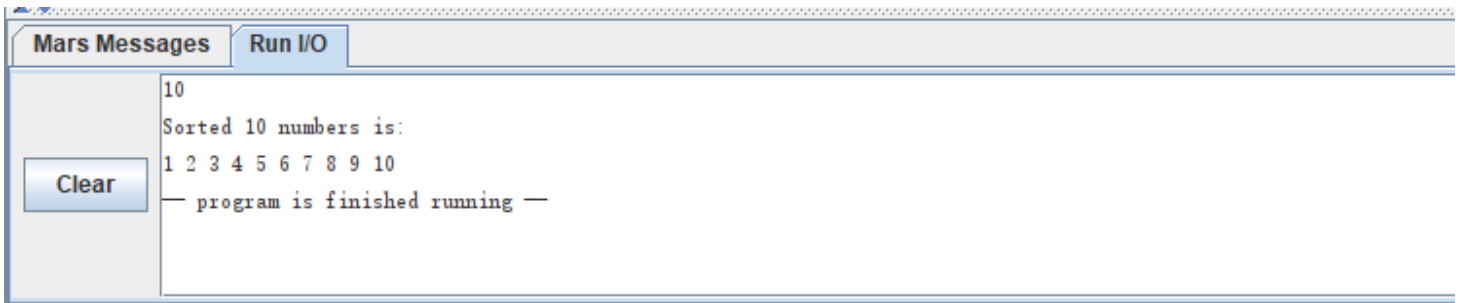 Mars Messages Run I/O
10
Sorted 10 numbers is:
1 2 3 4 5 6 7 8 9 10
Clear
— program is finished running —